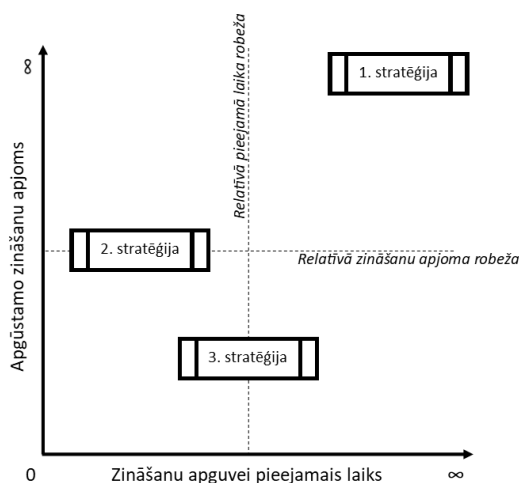 ∞
Apgūstamo zināšanu apjoms
Relatīvā pieejamā laika robeža
1. stratēģija
2. stratēģija
Relatīvā zināšanu apjoma robeža
3. stratēģija
0
Zināšanu apguvei pieejamais laiks
∞